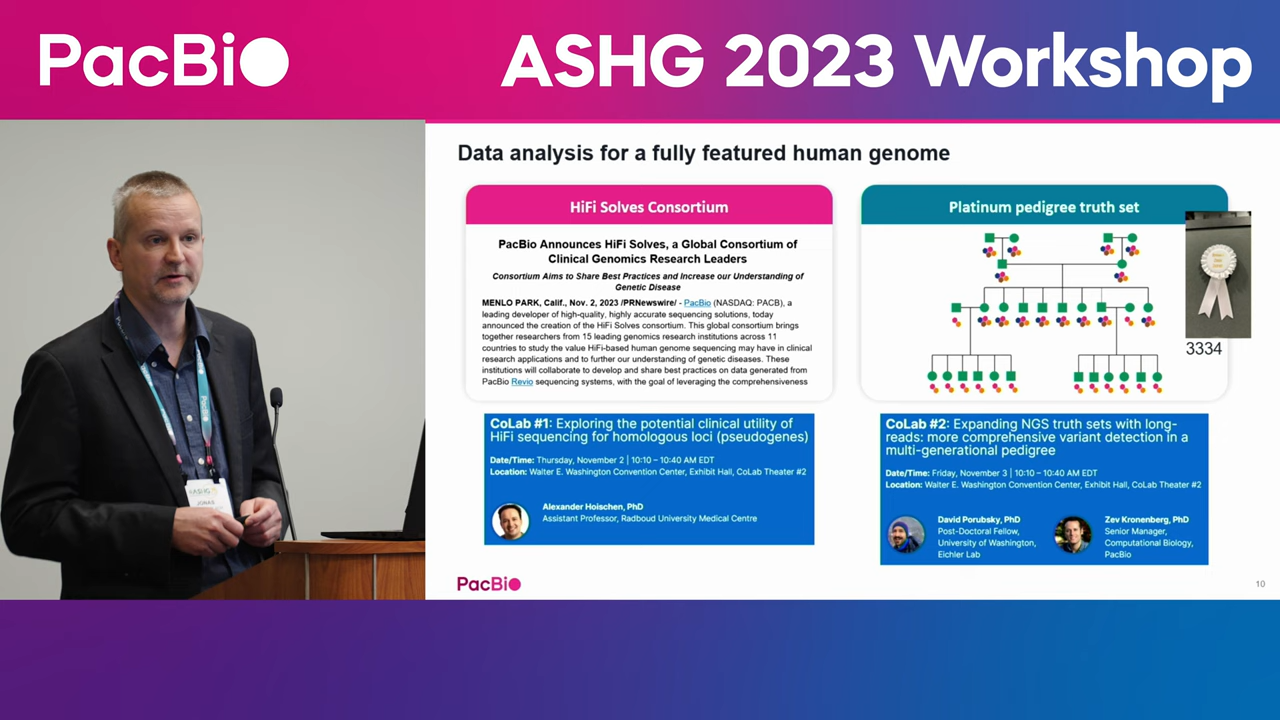 PacBio
ASHG 2023 Workshop
Data analysis for a fully featured human genome
HiFi Solves Consortium
PacBio Announces HiFi Solves, a Global Consortium of
Clinical Genomics Research Leaders
Consortium Aims to Share Best Practices and Increase our Understanding of
Genetic Disease
MENLO PARK, Calif., Nov. 2, 2023 /PRNewswire/ - PacBio (NASDAQ: PACB), a
leading developer of high-quality, highly accurate sequencing solutions, today
announced the creation of the HiFi Solves consortium. This global consortium brings
together researchers from 15 leading genomics research institutions across 11
countries to study the value HiFi-based human genome sequencing may have in clinical
research applications and to further our understanding of genetic diseases. These
institutions will collaborate to develop and share best practices on data generated from
PacBio Revio sequencing systems, with the goal of leveraging the comprehensiveness
CoLab #1: Exploring the potential clinical utility of
HiFi sequencing for homologous loci (pseudogenes)
Date/Time: Thursday, November 2 | 10:10 – 10:40 AM EDT
Location: Walter E. Washington Convention Center, Exhibit Hall, CoLab Theater #2
Alexander Hoischen, PhD
Assistant Professor, Radboud University Medical Centre
Platinum pedigree truth set
3334
CoLab #2: Expanding NGS truth sets with long-
reads: more comprehensive variant detection in a
multi-generational pedigree
Date/Time: Friday, November 3 | 10:10 – 10:40 AM EDT
Location: Walter E. Washington Convention Center, Exhibit Hall, CoLab Theater #2
David Porubsky, PhD
Post-Doctoral Fellow,
University of Washington,
Eichler Lab
Zev Kronenberg, PhD
Senior Manager,
Computational Biology,
PacBio
PacBio
10
PacBio
ASHG
JONAS